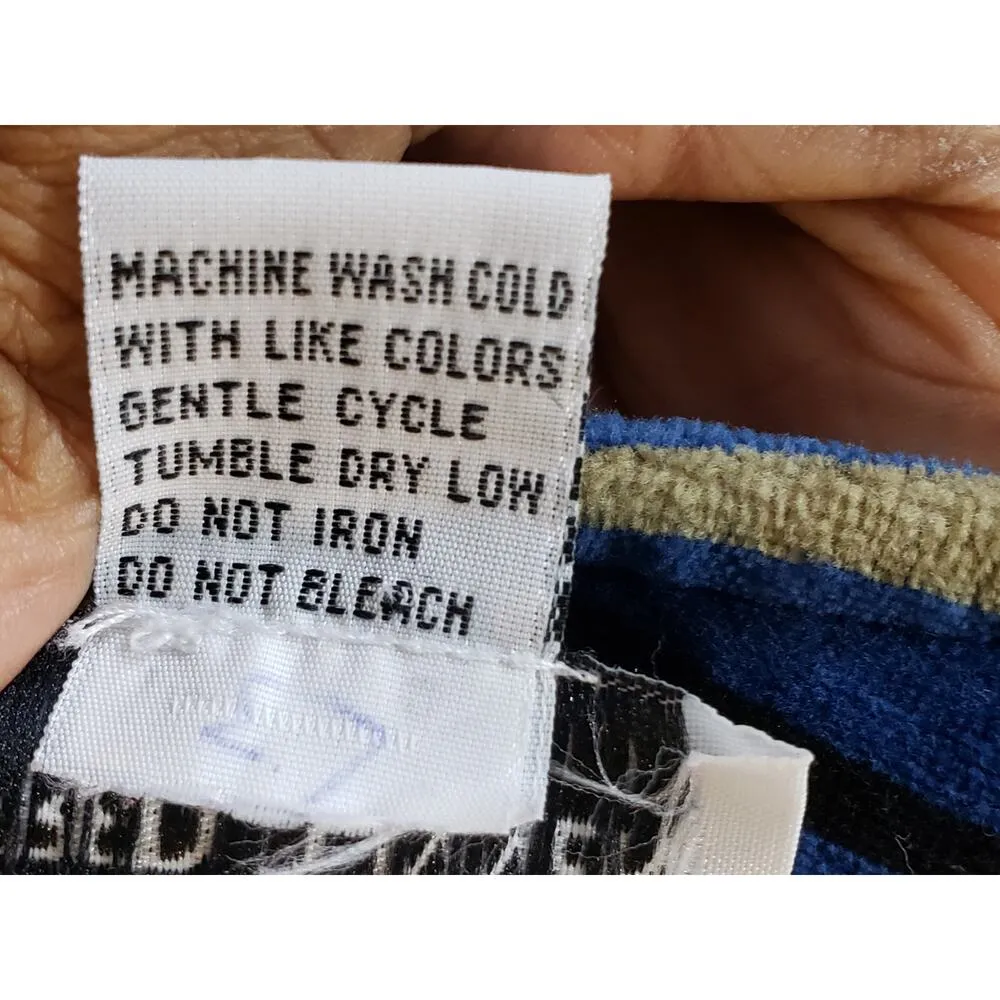 MACHINE WASH COLD
WITH LIKE COLORS
GENTLE CYCLE
TUMBLE DRY LOW
DO NOT IRON
DO NOT BLEACH